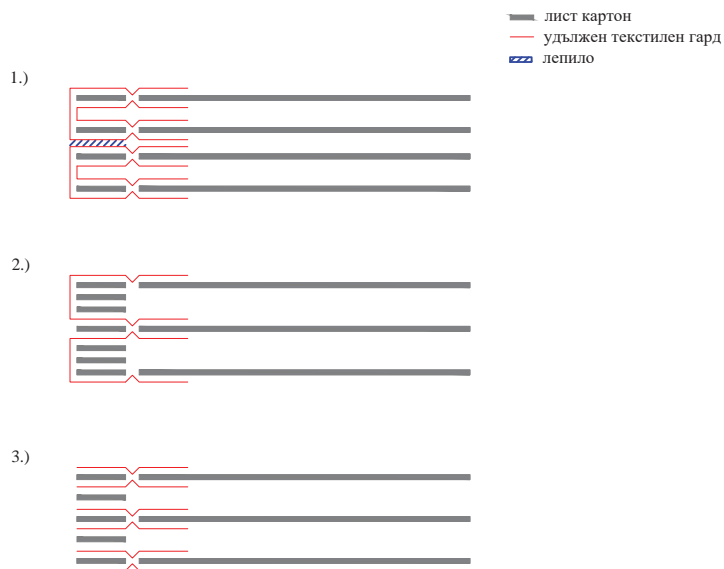 лист картон
удължен текстилен гард
лепило
1.)
2.)
3.)